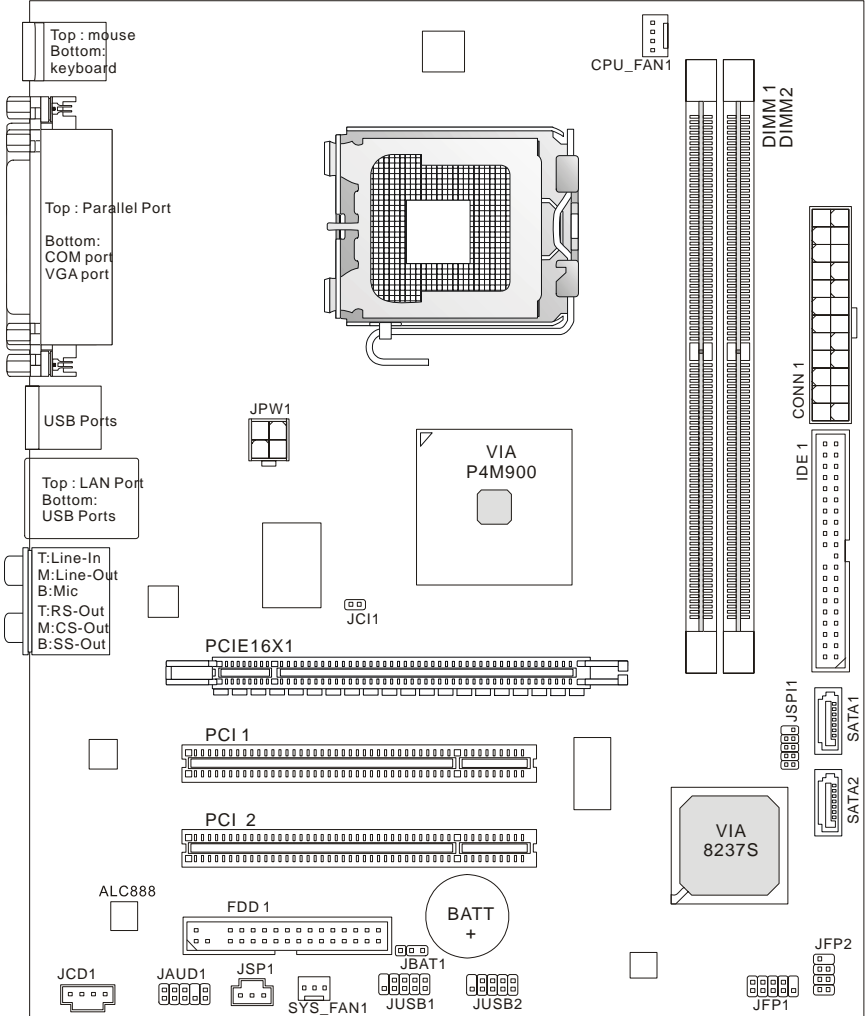 Top : mouse
Bottom:
keyboard
CPU_FAN1
DIMM 1
DIMM2
Top : Parallel Port
Bottom:
COM port
VGA port
CONN 1
USB Ports
JPW1
VIA
P4M900
IDE 1
Top : LAN Port
Bottom:
USB Ports
T:Line-In
M:Line-Out
B:Mic
T:RS-Out
M:CS-Out
B:SS-Out
JCI1
PCIE16X1
JSPI1
SATA1
PCI 1
SATA2
PCI 2
VIA
8237S
ALC888
FDD 1
BATT
+
JFP2
JBAT1
JCD1
JAUD1
JSP1
SYS_FAN1
JUSB1
JUSB2
JFP1